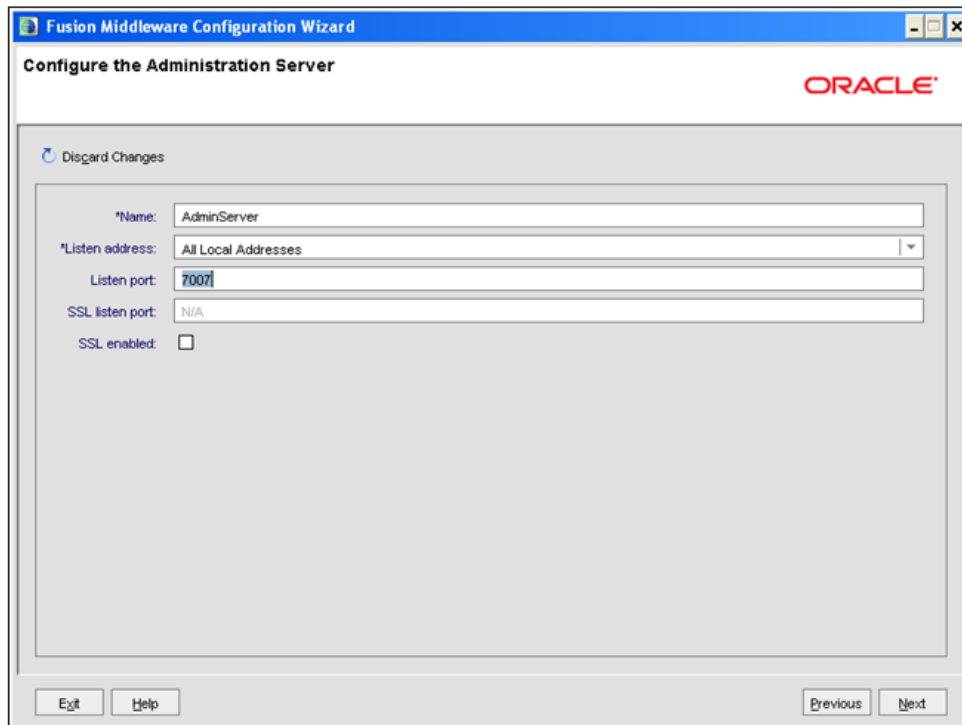 Fusion Middleware Configuration Wizard
Configure the Administration Server
ORACLE
Discard Changes
*Name: AdminServer
*Listen address: All Local Addresses
Listen port: 7007
SSL listen port: N/A
SSL enabled:
Exit Help Previous Next